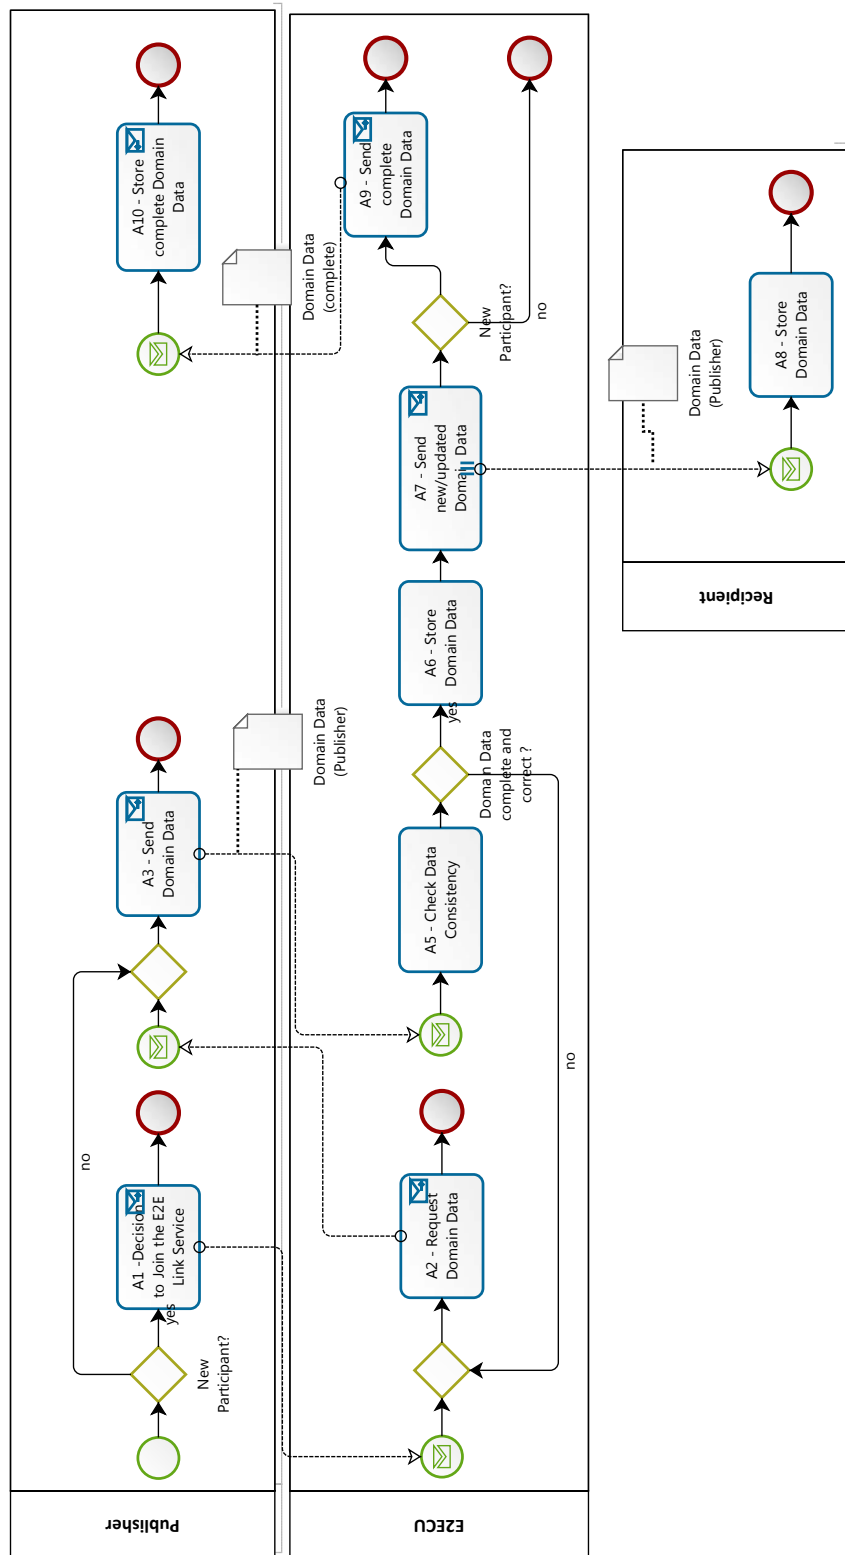 Publisher
New
Participant?
yes
no
A1 -Decision
to Join the E2E
Link Service
A3 - Send
Domain Data
Domain Data
(Publisher)
A10 - Store
complete Domain
Data
Domain Data
(complete)
E2ECU
A2 - Request
Domain Data
A5 - Check Data
Consistency
Domain Data
complete and
correct ?
yes
no
A6 - Store
Domain Data
A7 - Send
new/updated
Domain Data
New
Participant?
no
A9 - Send
complete
Domain Data
Recipient
Domain Data
(Publisher)
A8 - Store
Domain Data